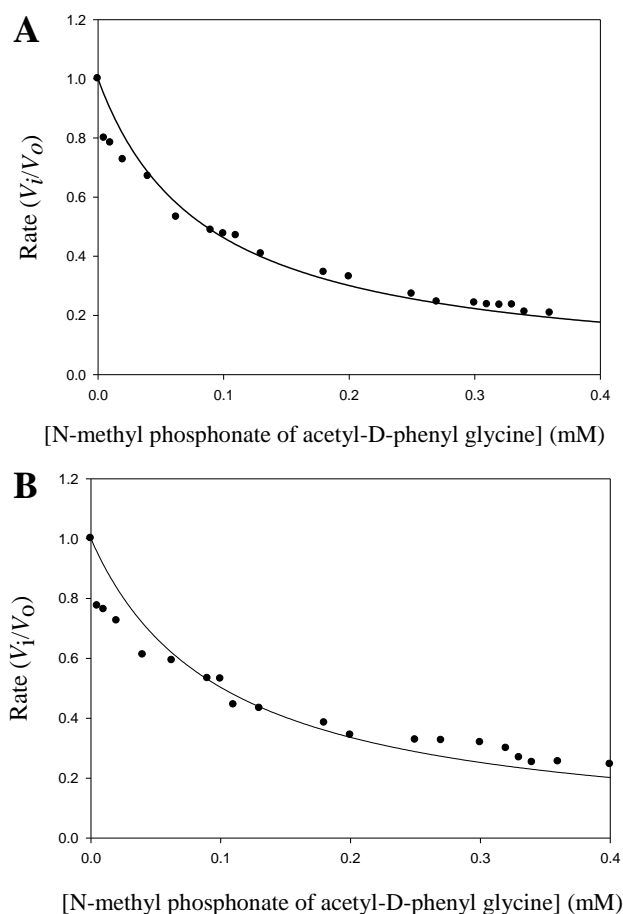 A
1.2
1.0
0.8
0.6
0.4
0.2
0.0
Rate (Vi/VO)
0.0 0.1 0.2 0.3 0.4
[N-methyl phosphonate of acetyl-D-phenyl glycine] (mM)
B
1.2
1.0
0.8
0.6
0.4
0.2
0.0
Rate (Vi/VO)
0.0 0.1 0.2 0.3 0.4
[N-methyl phosphonate of acetyl-D-phenyl glycine] (mM)